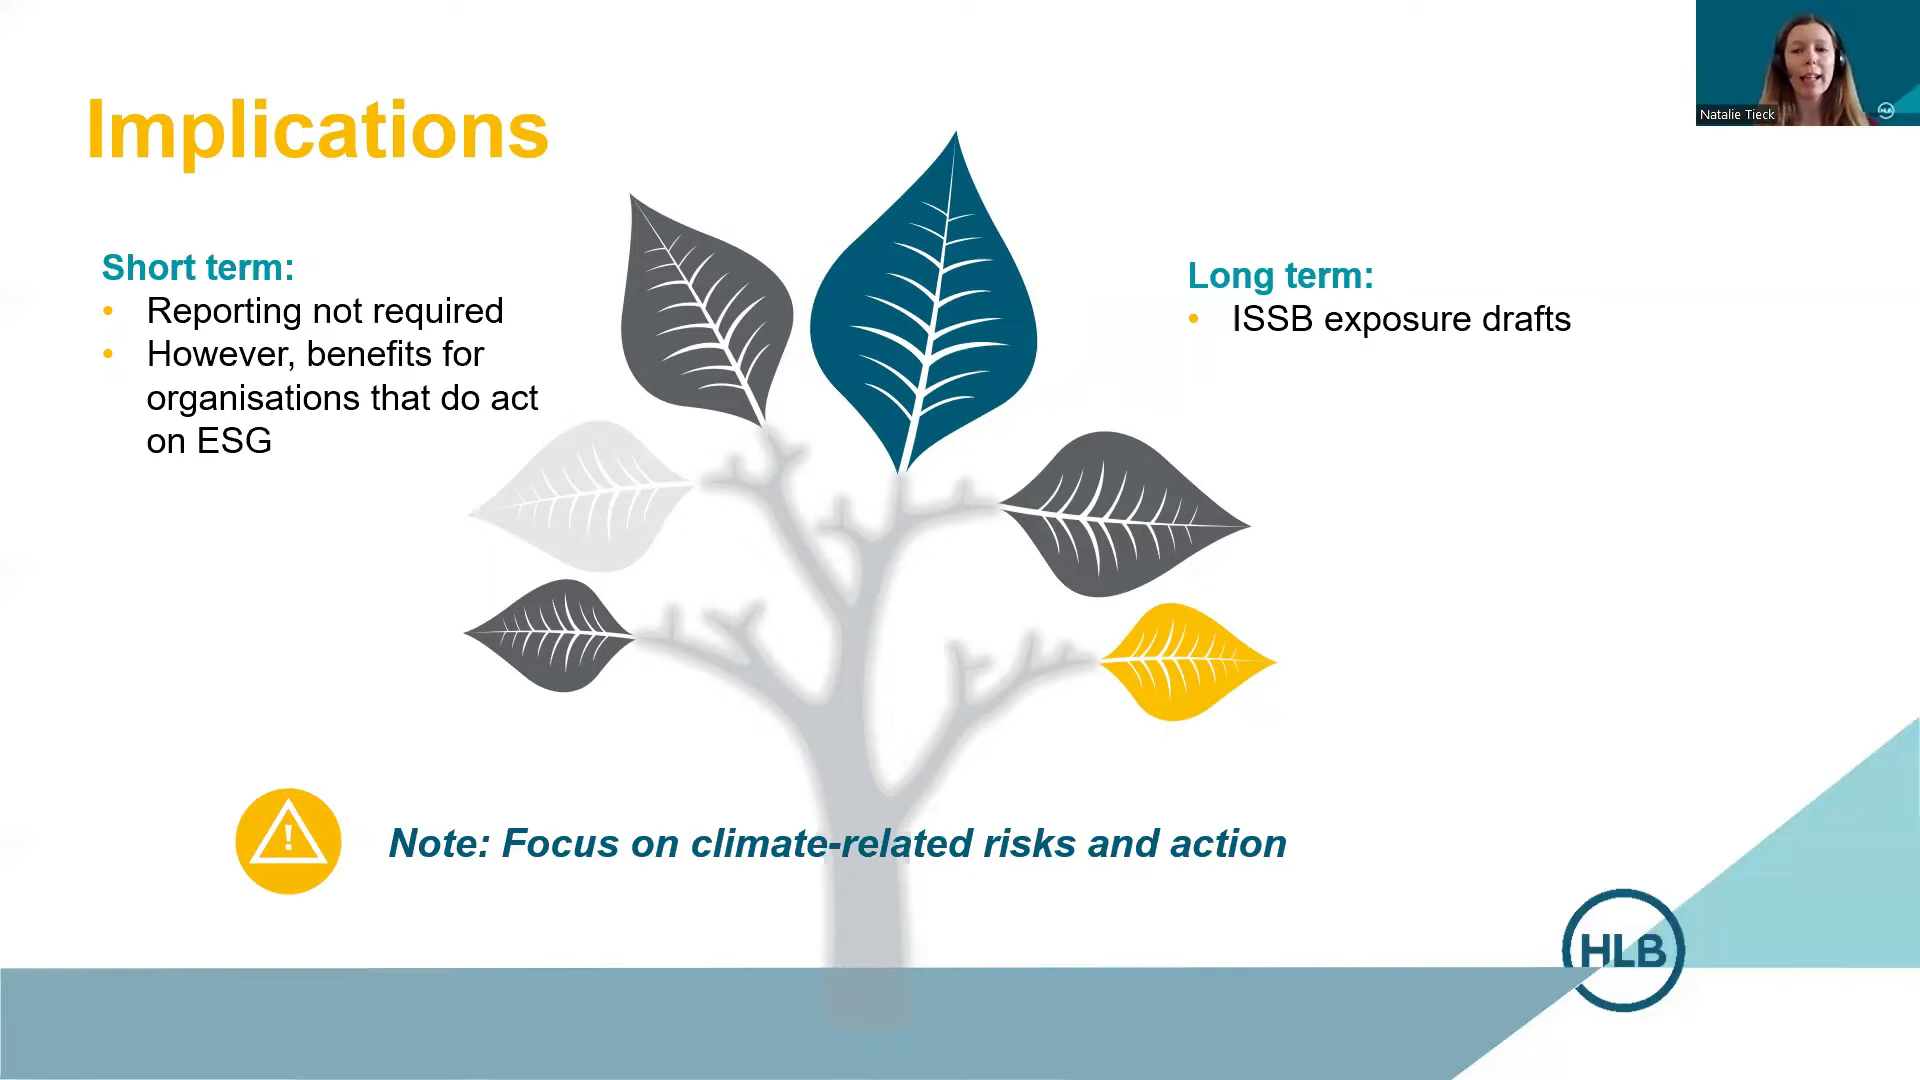 Natalie Tieck
Implications
Short term:
• Reporting not required
• However, benefits for
organisations that do act
on ESG
Long term:
• ISSB exposure drafts
!
Note: Focus on climate-related risks and action
HLB